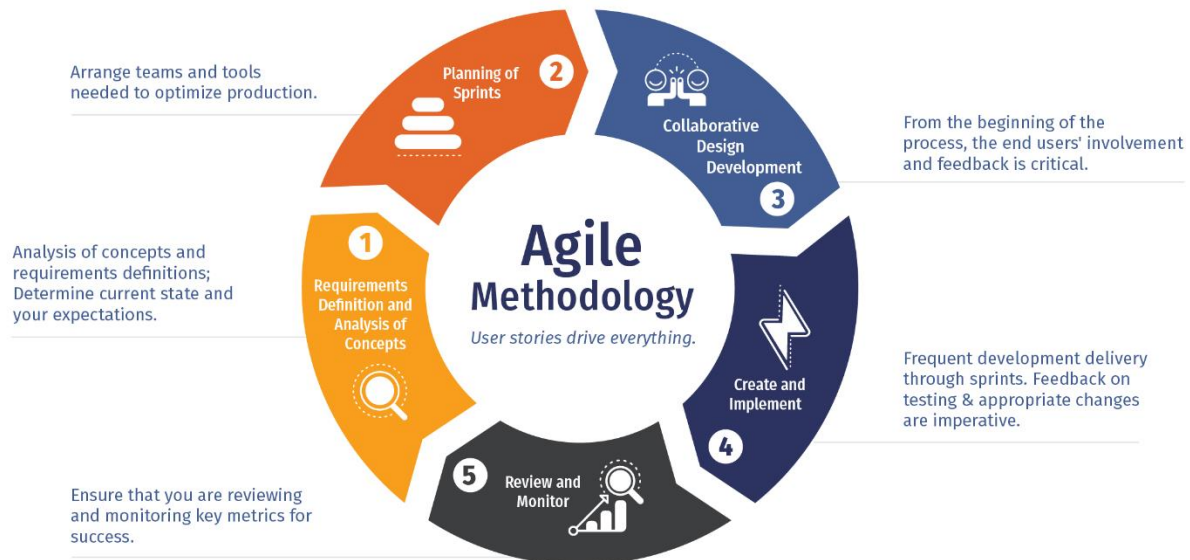 Agile
Methodology
User stories drive everything.
1
Requirements
Definition and
Analysis of
Concepts
Analysis of concepts and
requirements definitions;
Determine current state and
your expectations.
2
Planning of
Sprints
Arrange teams and tools
needed to optimize production.
Collaborative
Design
Development
3
From the beginning of the
process, the end users' involvement
and feedback is critical.
Create and
Implement
4
Frequent development delivery
through sprints. Feedback on
testing & appropriate changes
are imperative.
5
Review and
Monitor
Ensure that you are reviewing
and monitoring key metrics for
success.